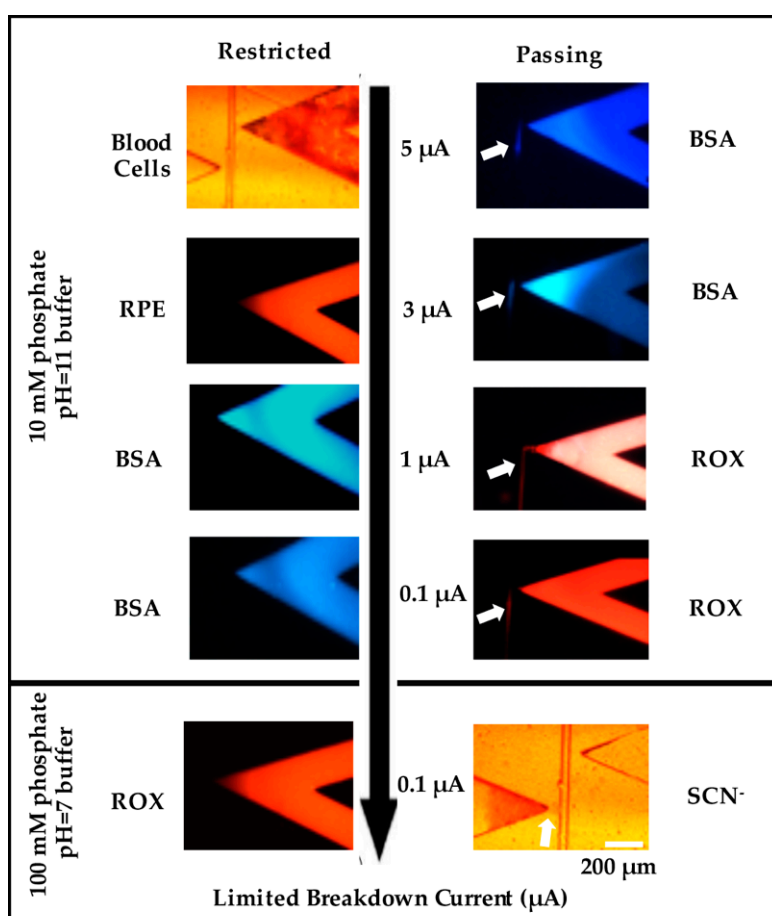 Restricted
Passing
Blood
Cells
5 µA
BSA
RPE
3 µA
BSA
10 mM phosphate
pH=11 buffer
BSA
1 µA
ROX
BSA
0.1 µA
ROX
100 mM phosphate
pH=7 buffer
ROX
0.1 µA
SCN-
200 µm
Limited Breakdown Current (µA)